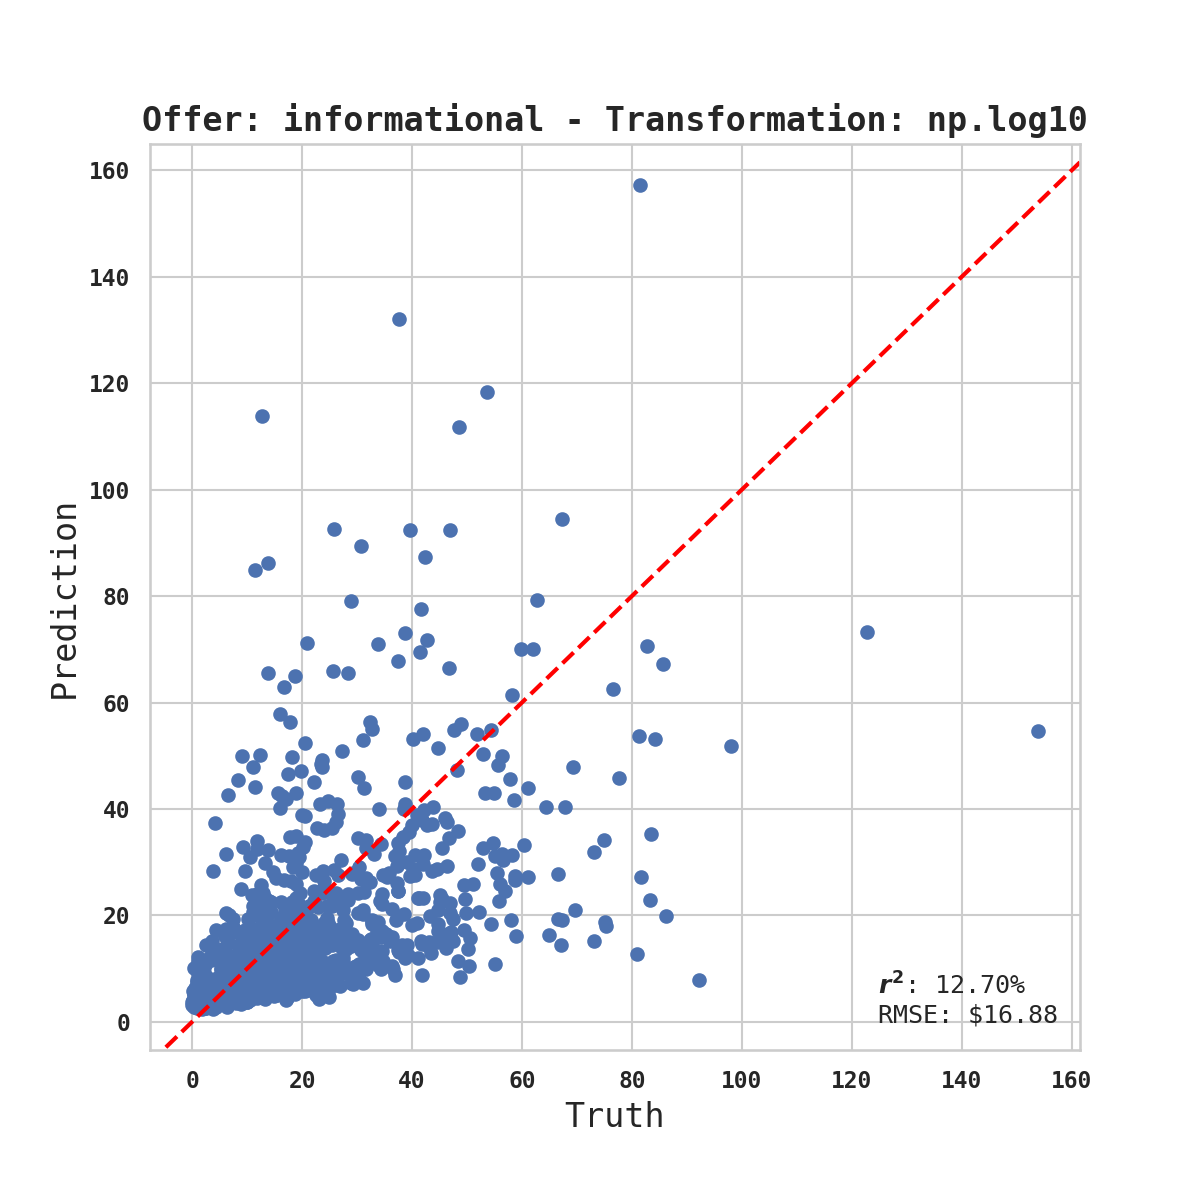 Offer: informational - Transformation: np.log10
160
140
120
100
80
60
40
20
0
Prediction
r²: 12.70%
RMSE: $16.88
0 20 40 60 80 100 120 140 160
Truth